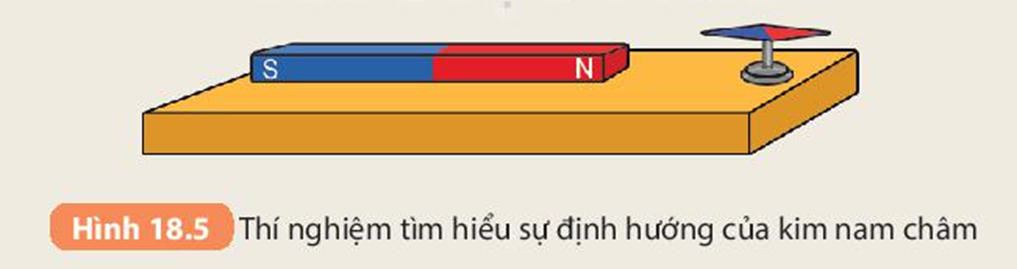 S N
Hình 18.5 Thí nghiệm tìm hiểu sự định hướng của kim nam châm